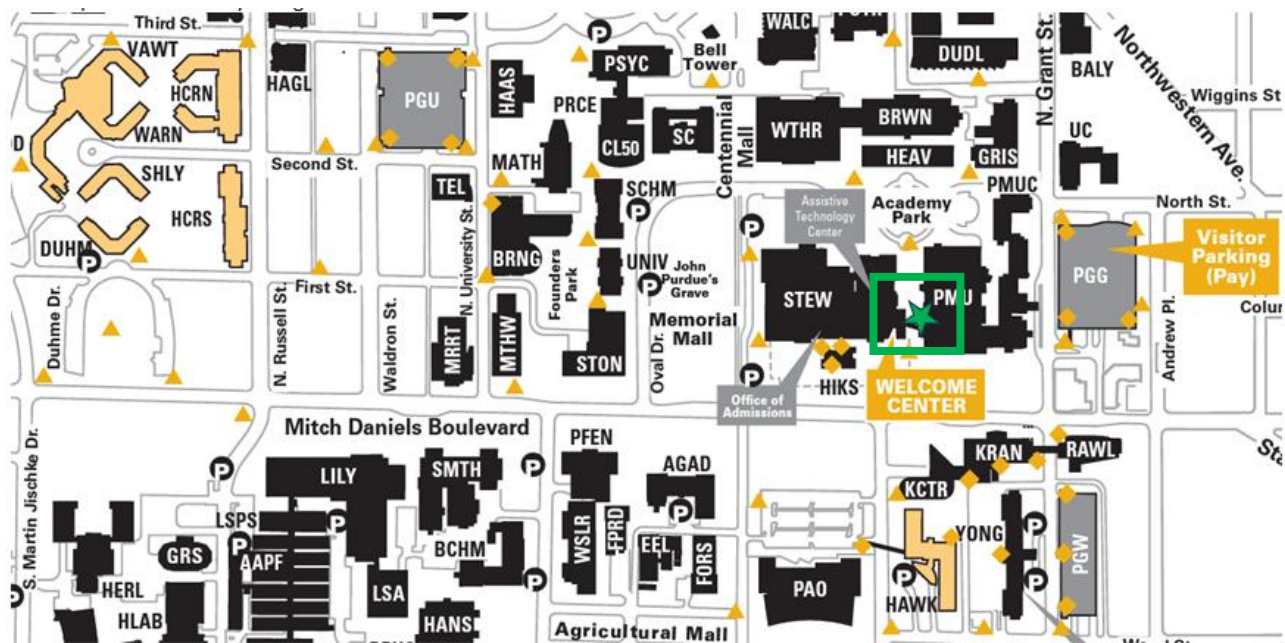 Third St.
VAWT
HCRN
WARN
HAGL
PGU
HAAS
PSYC
PRCE
CL50
SC
Bell
Tower
WALC
DUDL
N. Grant St.
BALY
Northwestern Ave.
Wiggins St
UC
Centennial
Mall
WTHR
BRWN
HEAV
GRIS
D
SHLY
HCRS
DUHM
P
Second St.
TEL
MATH
SCHM
P
N. University St.
BRNG
Founders
Park
UNIV
P
John
Purdue's
Grave
Memorial
Mall
Assistive
Technology
Center
Academy
Park
PMUC
North St.
Visitor
Parking
(Pay)
PGG
STEW
PMU
First St.
Duhme Dr.
N. Russell St.
Waldron St.
MRRT
MTHW
STON
Oval Dr.
P
P
P
HIKS
Office of
Admissions
WELCOME
CENTER
P
Andrew Pl.
Colu
Mitch Daniels Boulevard
PFEN
AGAD
P
KRAN
RAWL
KCTR
Sta
S. Martin Jischke Dr.
P
LILY
SMTH
P
LSPS
P
P
GRS
AAPF
HERL
HLAB
P
LSA
BCHM
P
HANS
WSLR
FPRD
EEL
FORS
Agricultural Mall
PAO
P
HAWK
YONG
P
P
PGW